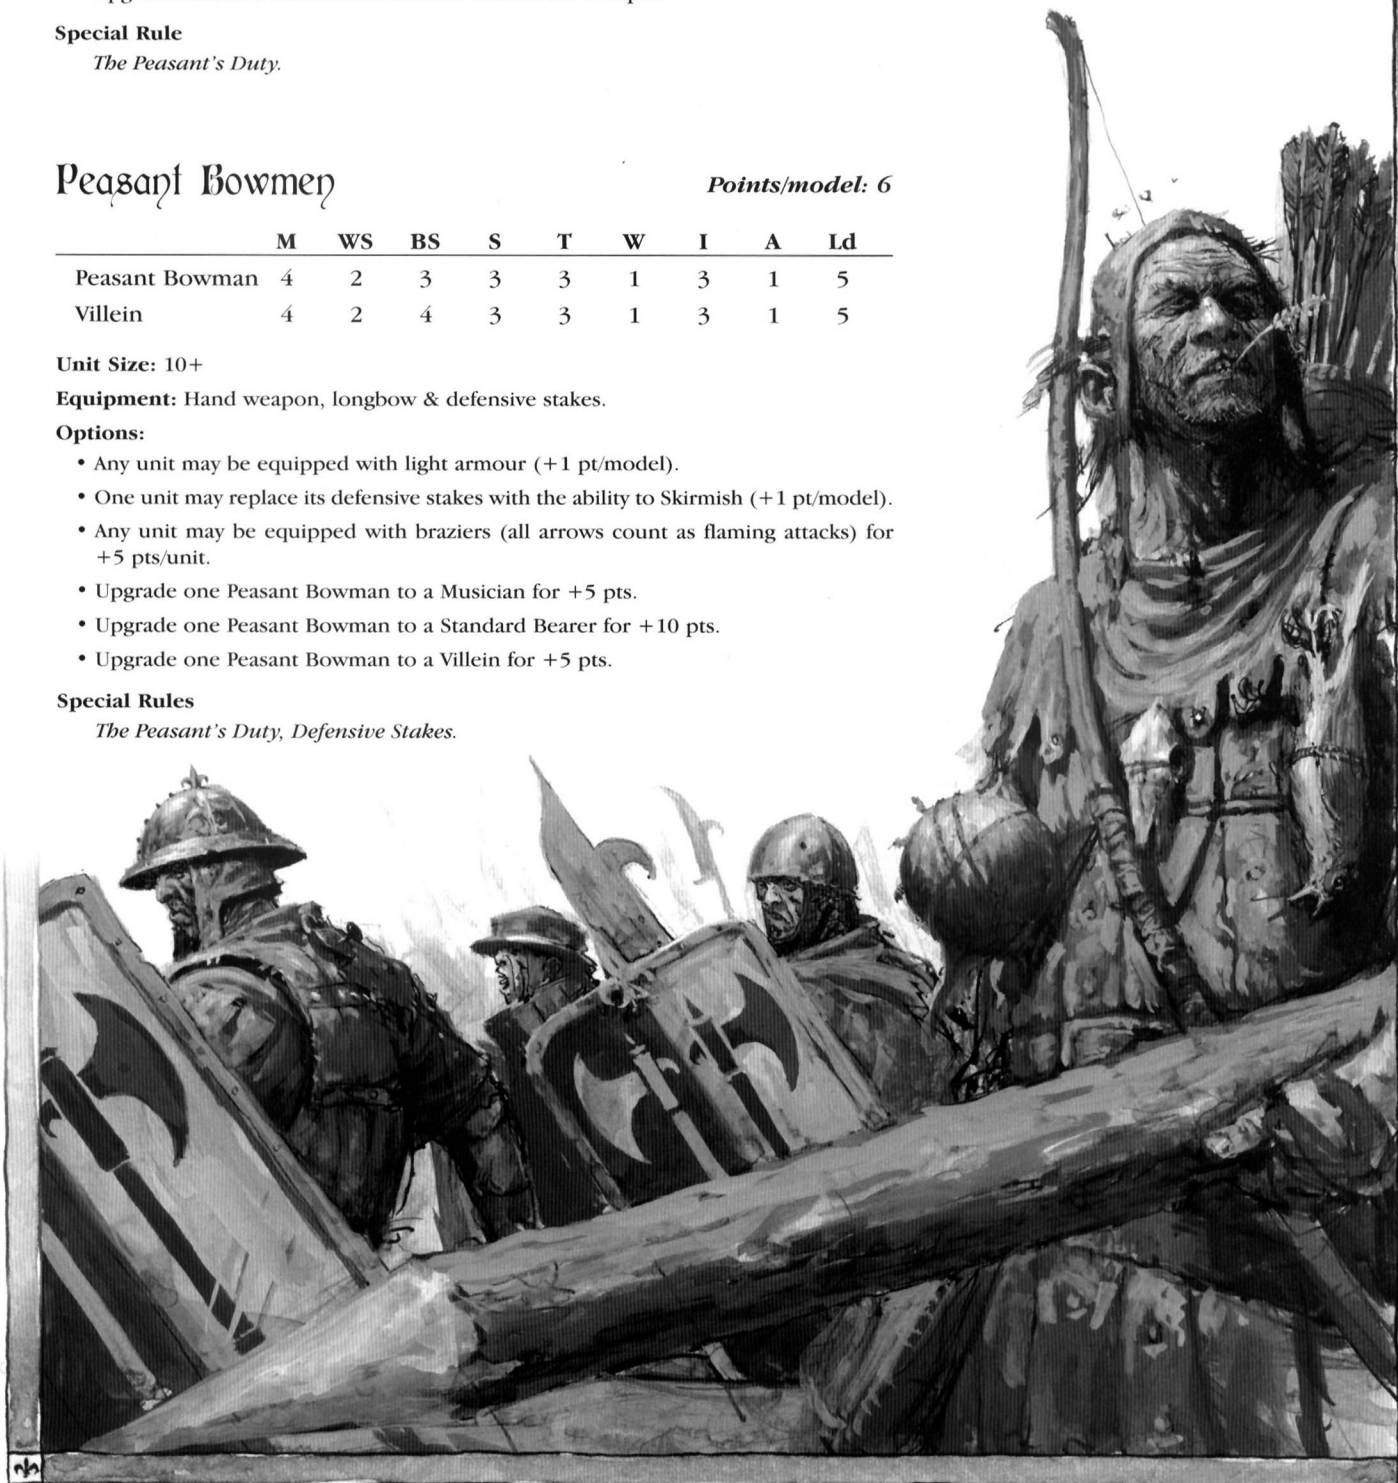 Special Rule
The Peasant's Duty.
Peasant Bowmen Points/model: 6
M WS BS S T W I A Ld
Peasant Bowman 4 2 3 3 3 1 3 1 5
Villein 4 2 4 3 3 1 3 1 5
Unit Size: 10+
Equipment: Hand weapon, longbow & defensive stakes.
Options:
• Any unit may be equipped with light armour (+1 pt/model).
• One unit may replace its defensive stakes with the ability to Skirmish (+1 pt/model).
• Any unit may be equipped with braziers (all arrows count as flaming attacks) for
+5 pts/unit.
• Upgrade one Peasant Bowman to a Musician for +5 pts.
• Upgrade one Peasant Bowman to a Standard Bearer for +10 pts.
• Upgrade one Peasant Bowman to a Villein for +5 pts.
Special Rules
The Peasant's Duty, Defensive Stakes.